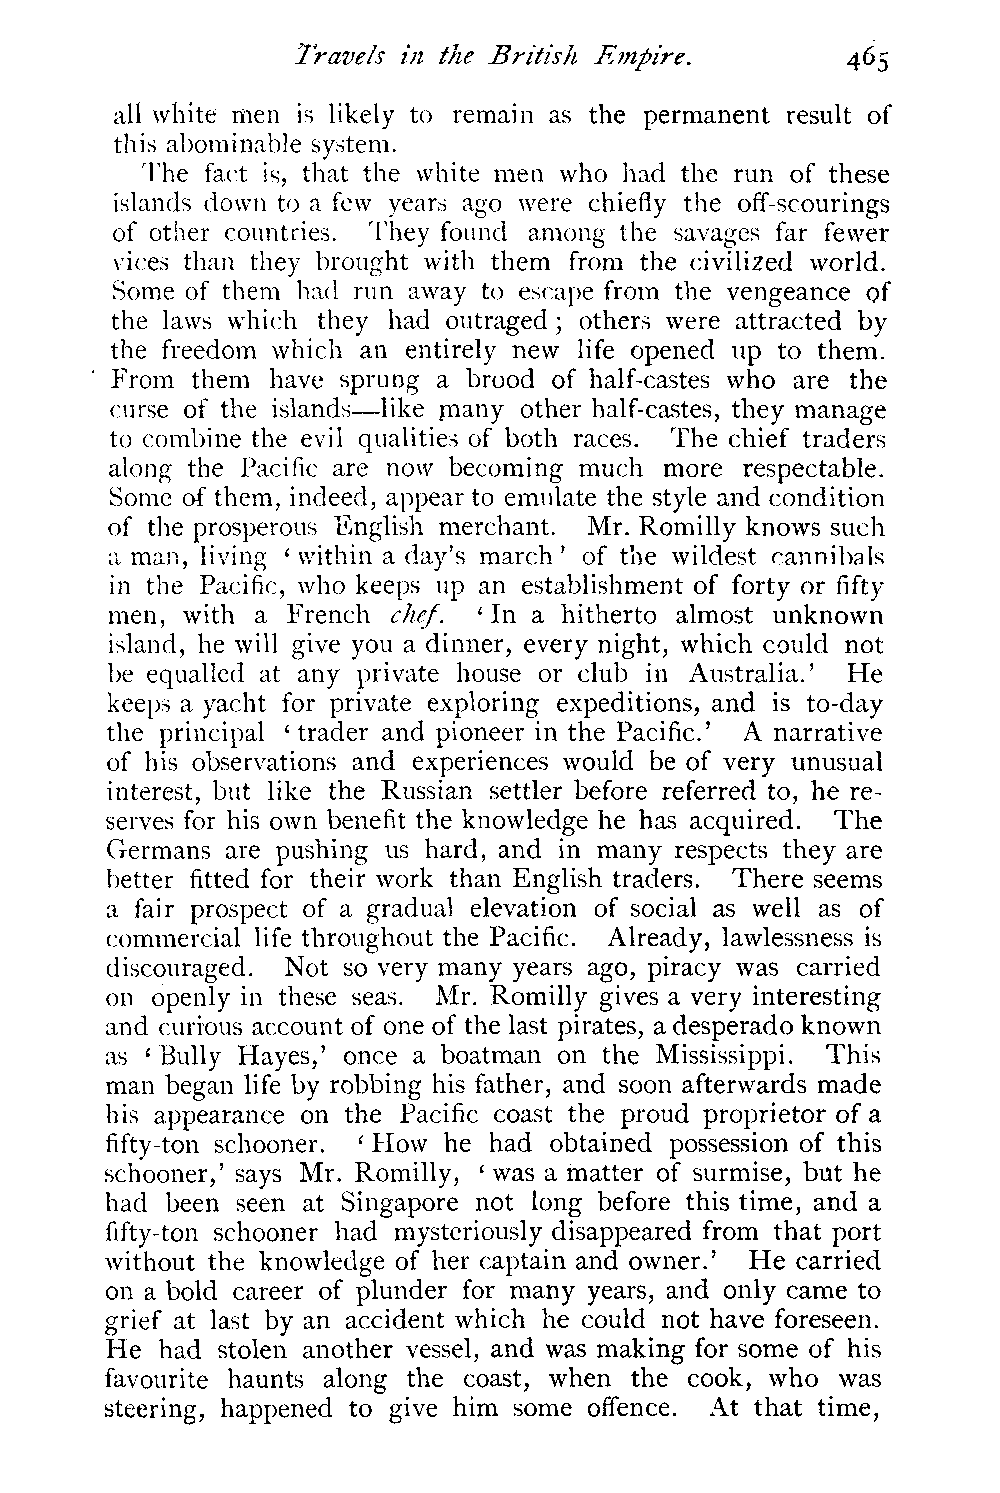 Travels in the British Empire. 465
all white men is likely to remain as the permanent result of
this abominable system.
The fact is, that the white men who had the run of these
islands down to a few years ago were chiefly the off-scourings
of other countries. They found among the savages far fewer
vices than they brought with them from the civilized world.
Some of them had run away to escape from the vengeance of
the laws which they had outraged; others were attracted by
the freedom which an entirely new life opened up to them.
From them have sprung a brood of half-castes who are the
curse of the islands—like many other half-castes, they manage
to combine the evil qualities of both races. The chief traders
along the Pacific are now becoming much more respectable.
Some of them, indeed, appear to emulate the style and condition
of the prosperous English merchant. Mr. Romilly knows such
a man, living ‘within a day's march’ of the wildest cannibals
in the Pacific, who keeps up an establishment of forty or fifty
men, with a French chef. ‘In a hitherto almost unknown
island, he will give you a dinner, every night, which could not
be equalled at any private house or club in Australia.’ He
keeps a yacht for private exploring expeditions, and is to-day
the principal ‘trader and pioneer in the Pacific.’ A narrative
of his observations and experiences would be of very unusual
interest, but like the Russian settler before referred to, he re-
serves for his own benefit the knowledge he has acquired. The
Germans are pushing us hard, and in many respects they are
better fitted for their work than English traders. There seems
a fair prospect of a gradual elevation of social as well as of
commercial life throughout the Pacific. Already, lawlessness is
discouraged. Not so very many years ago, piracy was carried
on openly in these seas. Mr. Romilly gives a very interesting
and curious account of one of the last pirates, a desperado known
as ‘Bully Hayes,’ once a boatman on the Mississippi. This
man began life by robbing his father, and soon afterwards made
his appearance on the Pacific coast the proud proprietor of a
fifty-ton schooner. ‘How he had obtained possession of this
schooner,’ says Mr. Romilly, ‘was a matter of surmise, but he
had been seen at Singapore not long before this time, and a
fifty-ton schooner had mysteriously disappeared from that port
without the knowledge of her captain and owner.’ He carried
on a bold career of plunder for many years, and only came to
grief at last by an accident which he could not have foreseen.
He had stolen another vessel, and was making for some of his
favourite haunts along the coast, when the cook, who was
steering, happened to give him some offence. At that time,